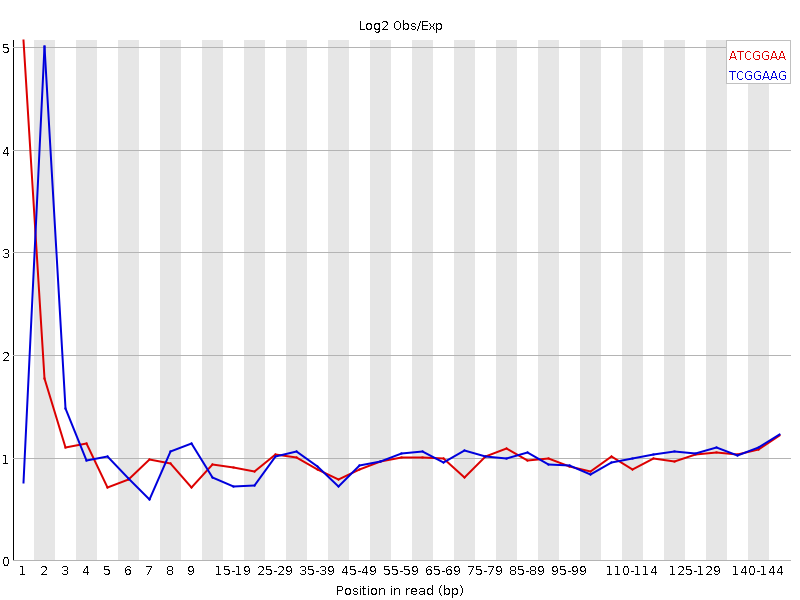 Log2 Obs/Exp
ATCGGAA
TCGGAAG
5
4
3
2
1
0
1 2 3 4 5 6 7 8 9 15-19 25-29 35-39 45-49 55-59 65-69 75-79 85-89 95-99 110-114 125-129 140-144
Position in read (bp)